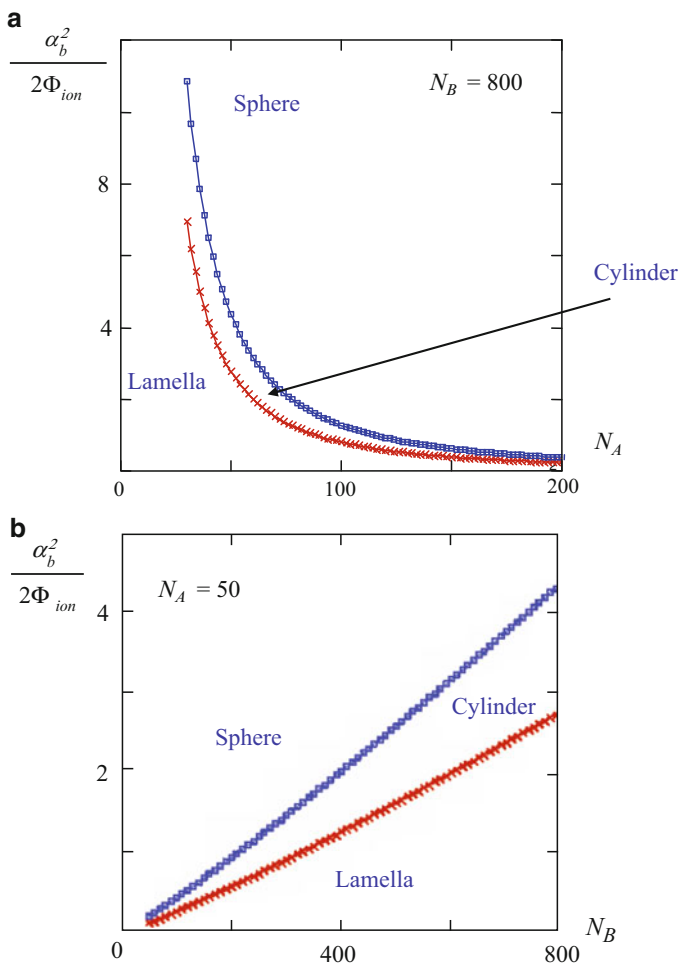 a
α_b^2
2Φ_ion
Sphere
N_B = 800
8
Cylinder
4
Lamella
N_A
0
100
200
b
α_b^2
2Φ_ion
N_A = 50
4
Cylinder
Sphere
2
Lamella
N_B
0
400
800